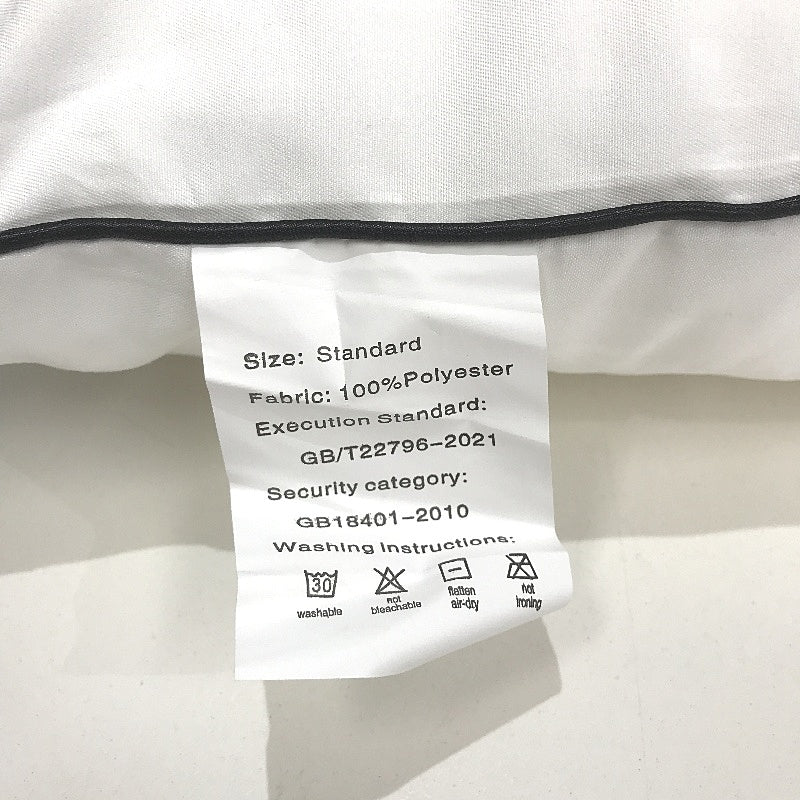 Size: Standard
Fabric: 100%Polyester
Execution Standard:
GB/T22796-2021
Security category:
GB18401-2010
Washing Instructions:
30
washable
not
bleachable
flatten
air-dry
not
ironing